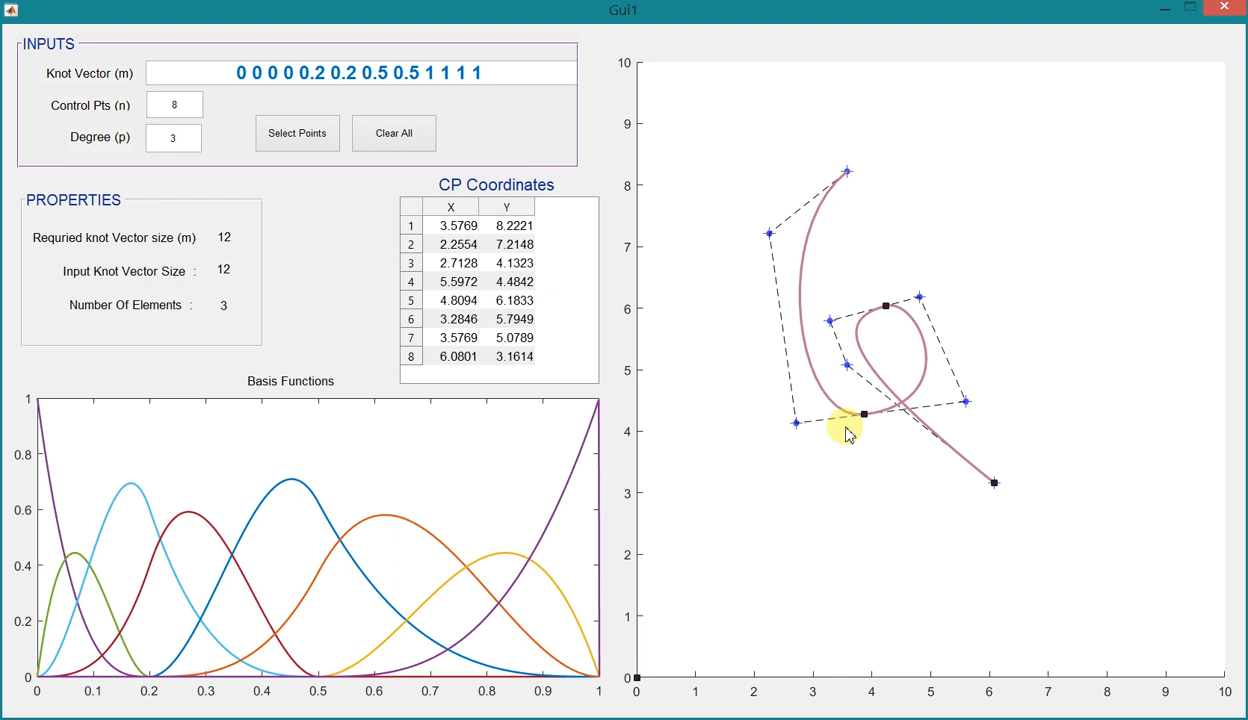 Gui1
INPUTS
Knot Vector (m) 0 0 0 0 0.2 0.2 0.5 0.5 1 1 1 1
Control Pts (n) 8
Degree (p) 3
Select Points Clear All
PROPERTIES
Requried knot Vector size (m) 12
Input Knot Vector Size : 12
Number Of Elements : 3
CP Coordinates
X Y
1 3.5769 8.2221
2 2.2554 7.2148
3 2.7128 4.1323
4 5.5972 4.4842
5 4.8094 6.1833
6 3.2846 5.7949
7 3.5769 5.0789
8 6.0801 3.1614
Basis Functions
1
0.8
0.6
0.4
0.2
0
0 0.1 0.2 0.3 0.4 0.5 0.6 0.7 0.8 0.9 1
10
9
8
7
6
5
4
3
2
1
0
0 1 2 3 4 5 6 7 8 9 10